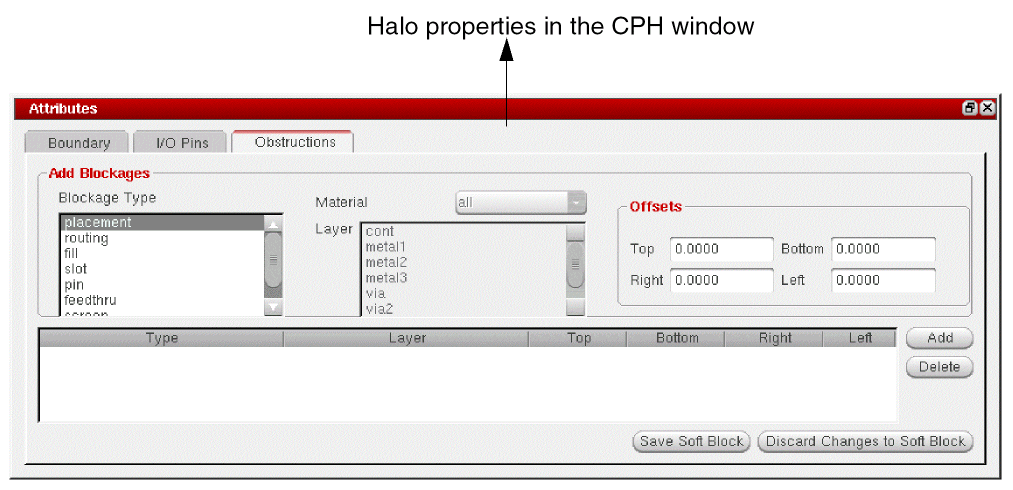 Halo properties in the CPH window
Attributes
Boundary I/O Pins Obstructions
Add Blockages
Blockage Type
placement
routing
fill
slot
pin
feedthru
screen
Material all
Layer
cont
metal1
metal2
metal3
via
via2
Offsets
Top 0.0000 Bottom 0.0000
Right 0.0000 Left 0.0000
Type Layer Top Bottom Right Left
Add
Delete
Save Soft Block Discard Changes to Soft Block